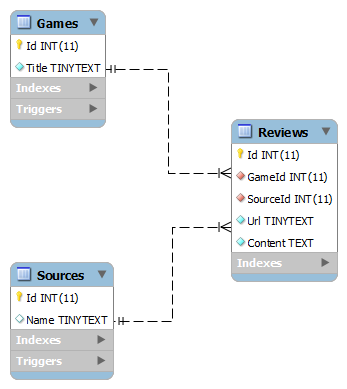 Games
Id INT(11)
Title TINYTEXT
Indexes
Triggers
Reviews
Id INT(11)
GameId INT(11)
SourceId INT(11)
Url TINYTEXT
Content TEXT
Indexes
Sources
Id INT(11)
Name TINYTEXT
Indexes
Triggers